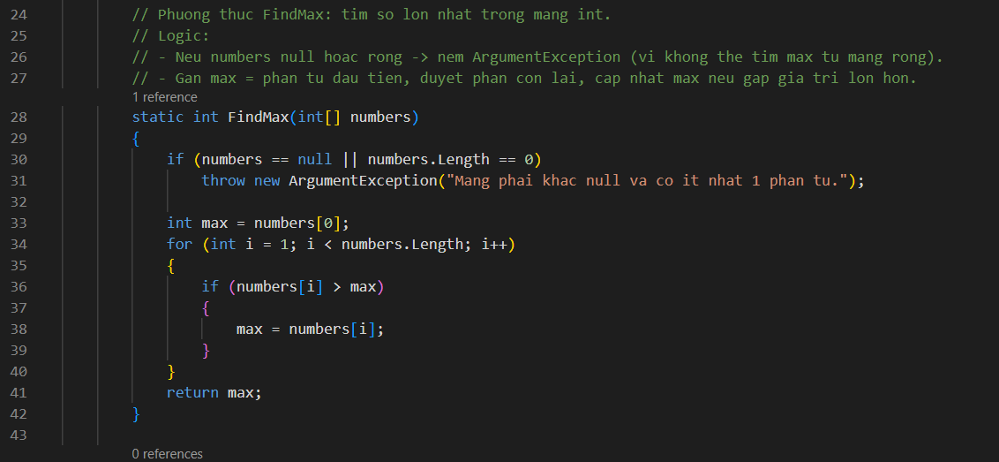 24 // Phuong thuc FindMax: tim so lon nhat trong mang int.
25 // Logic:
26 // - Neu numbers null hoac rong -> nem ArgumentException (vi khong the tim max tu mang rong).
27 // - Gan max = phan tu dau tien, duyet phan con lai, cap nhat max neu gap gia tri lon hon.
1 reference
28 static int FindMax(int[] numbers)
29 {
30 if (numbers == null || numbers.Length == 0)
31 throw new ArgumentException("Mang phai khac null va co it nhat 1 phan tu.");
32
33 int max = numbers[0];
34 for (int i = 1; i < numbers.Length; i++)
35 {
36 if (numbers[i] > max)
37 {
38 max = numbers[i];
39 }
40 }
41 return max;
42 }
43
0 references